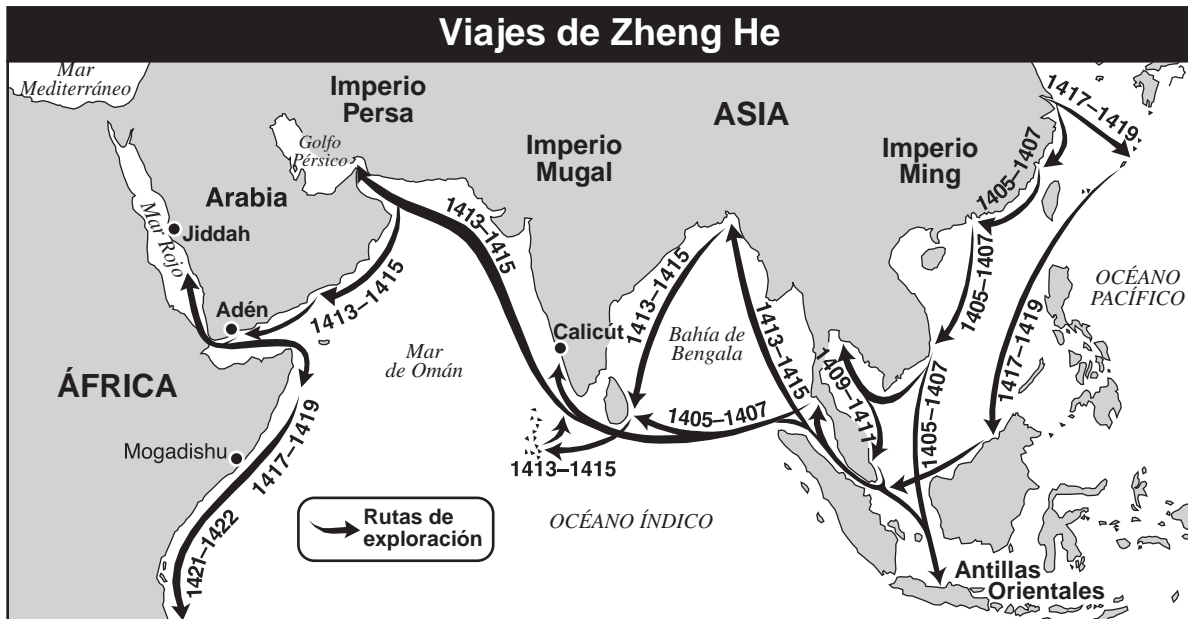 Viajes de Zheng He
Mar
Mediterráneo
Imperio
Persa
ASIA
1417–1419
Golfo
Pérsico
Imperio
Mugal
Imperio
Ming
1405–1407
Arabia
Mar Rojo
Jiddah
1413–1415
1413–1415
1405–1407
OCÉANO
PACÍFICO
Adén
1413–1415
Mar
de Omán
Calicút
Bahía de
Bengala
1413–1415
1409–1411
1405–1407
1417–1419
ÁFRICA
1405–1407
Mogadishu
1417–1419
1413–1415
1421–1422
Rutas de
exploración
OCÉANO ÍNDICO
Antillas
Orientales